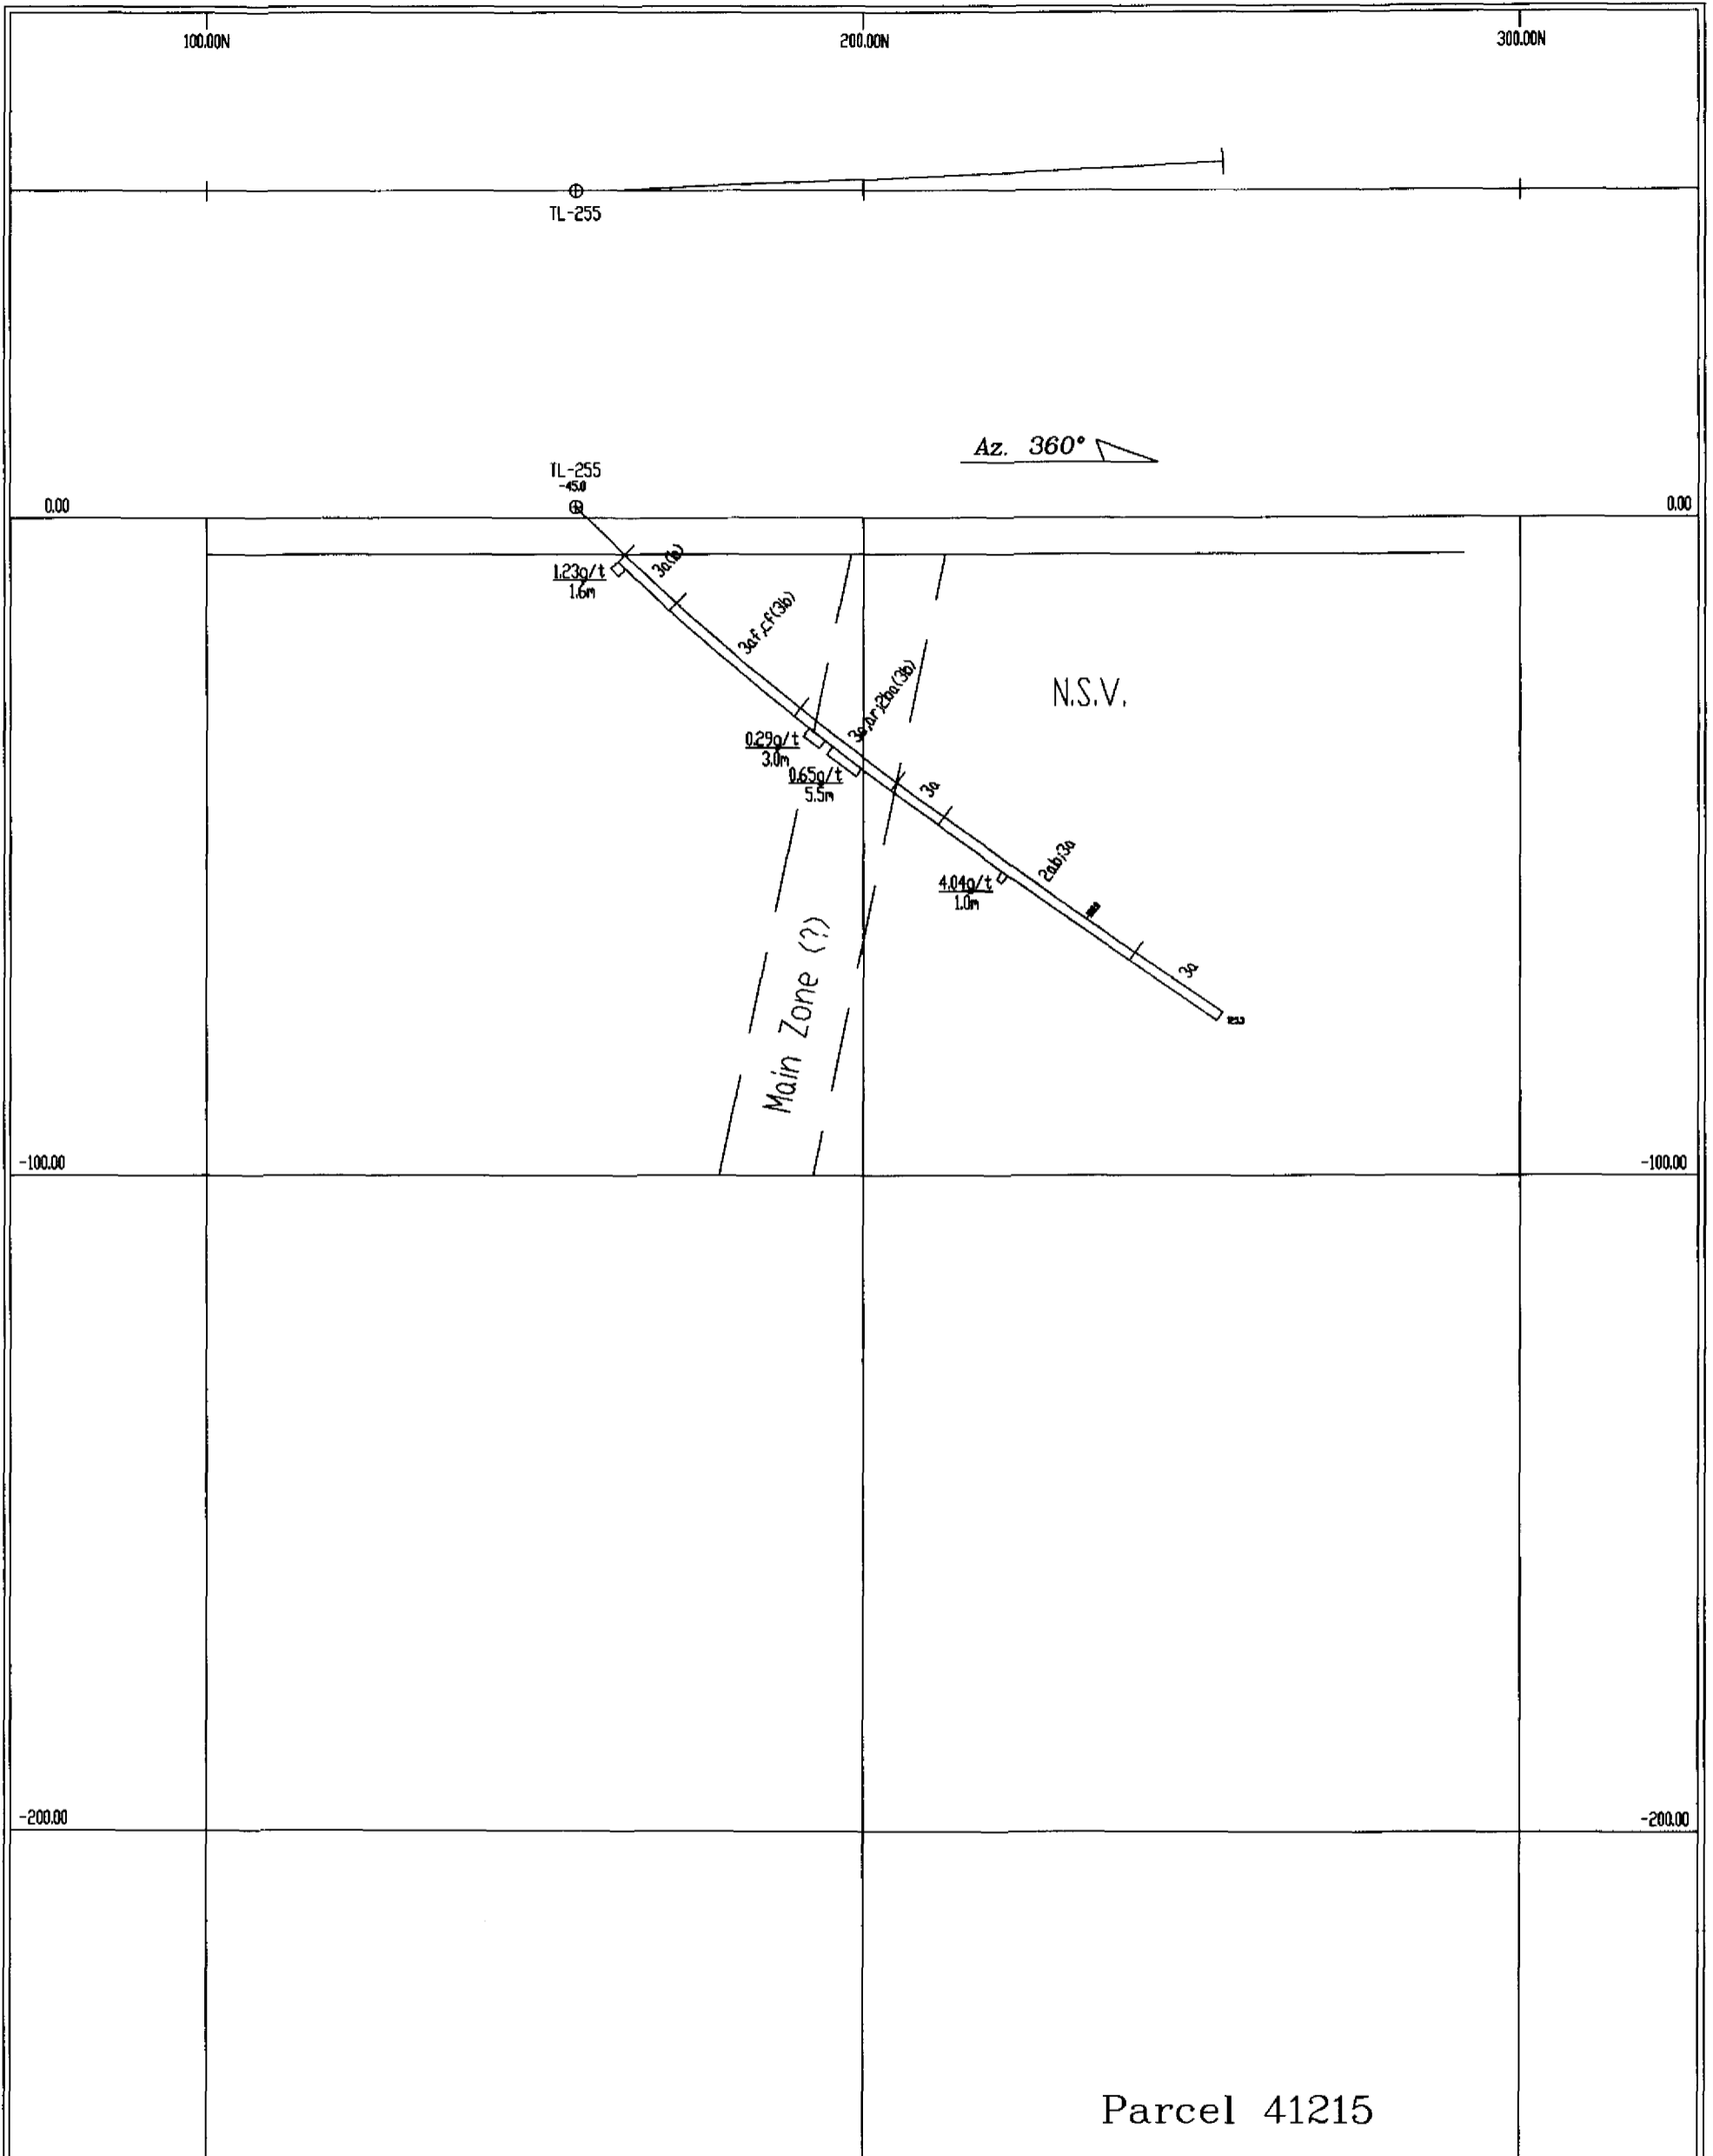 100.00N
200.00N
300.00N
TL-255
Az. 360°
TL-255
-45.0
0.00
0.00
3a(b)
1.23g/t
1.6m
3af,cf(3b)
3a,ar;2ba(3b)
N.S.V.
0.29g/t
3.0m
0.65g/t
5.5m
3a
2ab;3a
4.04g/t
1.0m
Main Zone (?)
3a
-100.00
-100.00
-200.00
-200.00
Parcel 41215